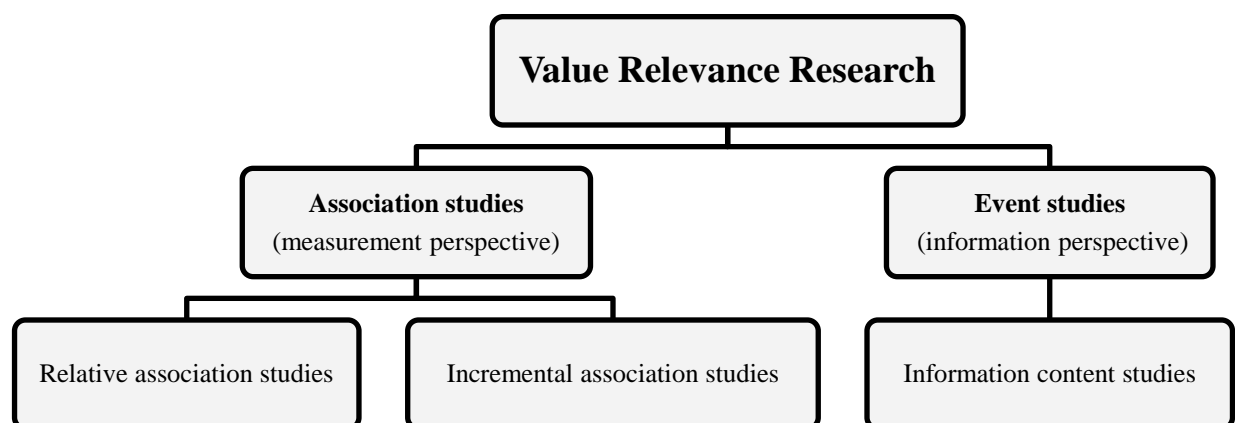 Value Relevance Research
Association studies
(measurement perspective)
Event studies
(information perspective)
Relative association studies
Incremental association studies
Information content studies